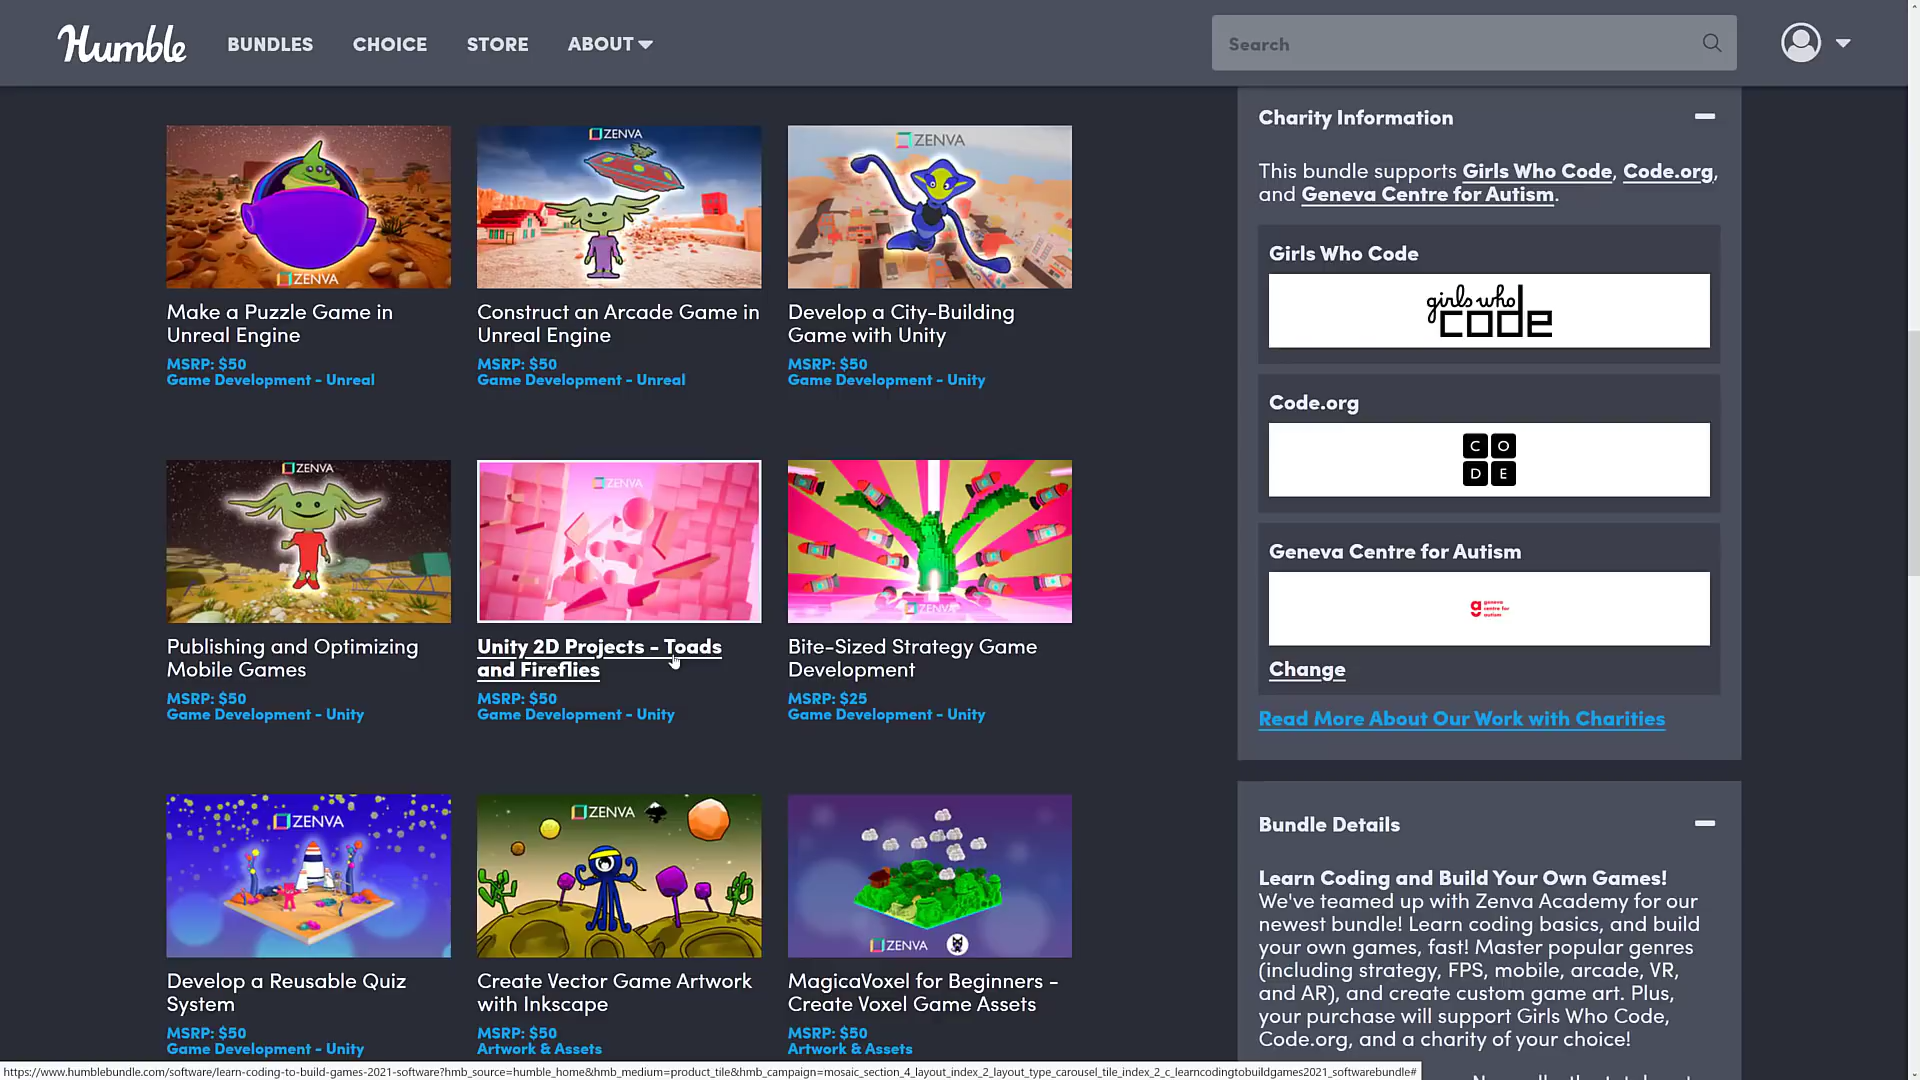 Humble
BUNDLES
CHOICE
STORE
ABOUT
Search
ZENVA
Make a Puzzle Game in
Unreal Engine
MSRP: $50
Game Development - Unreal
ZENVA
Construct an Arcade Game in
Unreal Engine
MSRP: $50
Game Development - Unreal
ZENVA
Develop a City-Building
Game with Unity
MSRP: $50
Game Development - Unity
ZENVA
Publishing and Optimizing
Mobile Games
MSRP: $50
Game Development - Unity
ZENVA
Unity 2D Projects - Toads
and Fireflies
MSRP: $50
Game Development - Unity
ZENVA
Bite-Sized Strategy Game
Development
MSRP: $25
Game Development - Unity
ZENVA
Develop a Reusable Quiz
System
MSRP: $50
Game Development - Unity
ZENVA
Create Vector Game Artwork
with Inkscape
MSRP: $50
Artwork & Assets
ZENVA
MagicaVoxel for Beginners -
Create Voxel Game Assets
MSRP: $50
Artwork & Assets
Charity Information
This bundle supports Girls Who Code, Code.org,
and Geneva Centre for Autism.
Girls Who Code
girls who
code
Code.org
C O
D E
Geneva Centre for Autism
geneva
centre for
autism
Change
Read More About Our Work with Charities
Bundle Details
Learn Coding and Build Your Own Games!
We've teamed up with Zenva Academy for our
newest bundle! Learn coding basics, and build
your own games, fast! Master popular genres
(including strategy, FPS, mobile, arcade, VR,
and AR), and create custom game art. Plus,
your purchase will support Girls Who Code,
Code.org, and a charity of your choice!
https://www.humblebundle.com/software/learn-coding-to-build-games-2021-software?hmb_source=humble_home&hmb_medium=product_tile&hmb_campaign=mosaic_section_4_layout_index_2_layout_type_carousel_tile_index_2_c_learncodingtobuildgames2021_softwarebundle#